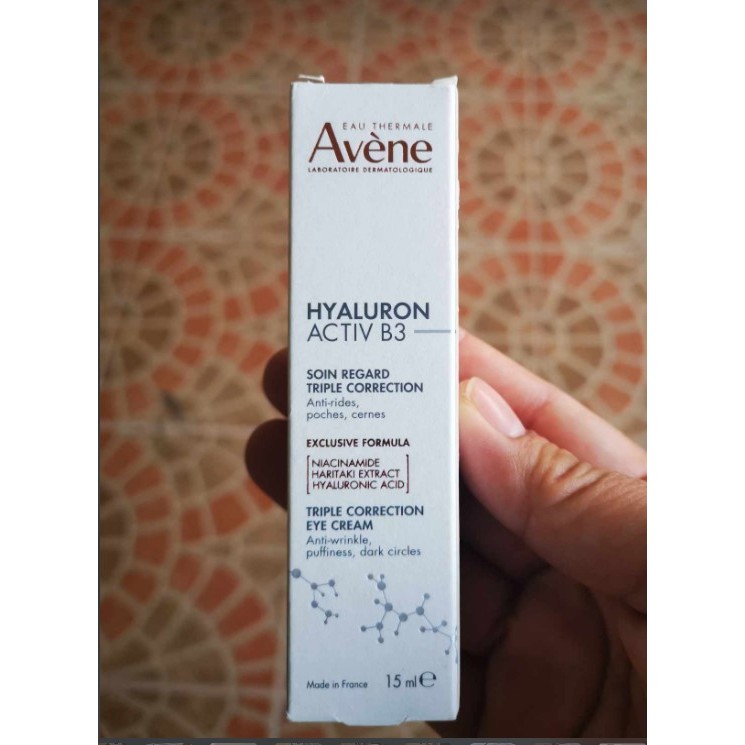 EAU THERMALE
Avène
LABORATOIRE DERMATOLOGIQUE
HYALURON
ACTIV B3
SOIN REGARD
TRIPLE CORRECTION
Anti-rides,
poches, cernes
EXCLUSIVE FORMULA
NIACINAMIDE
HARITAKI EXTRACT
HYALURONIC ACID
TRIPLE CORRECTION
EYE CREAM
Anti-wrinkle,
puffiness, dark circles
Made in France 15 ml ℮